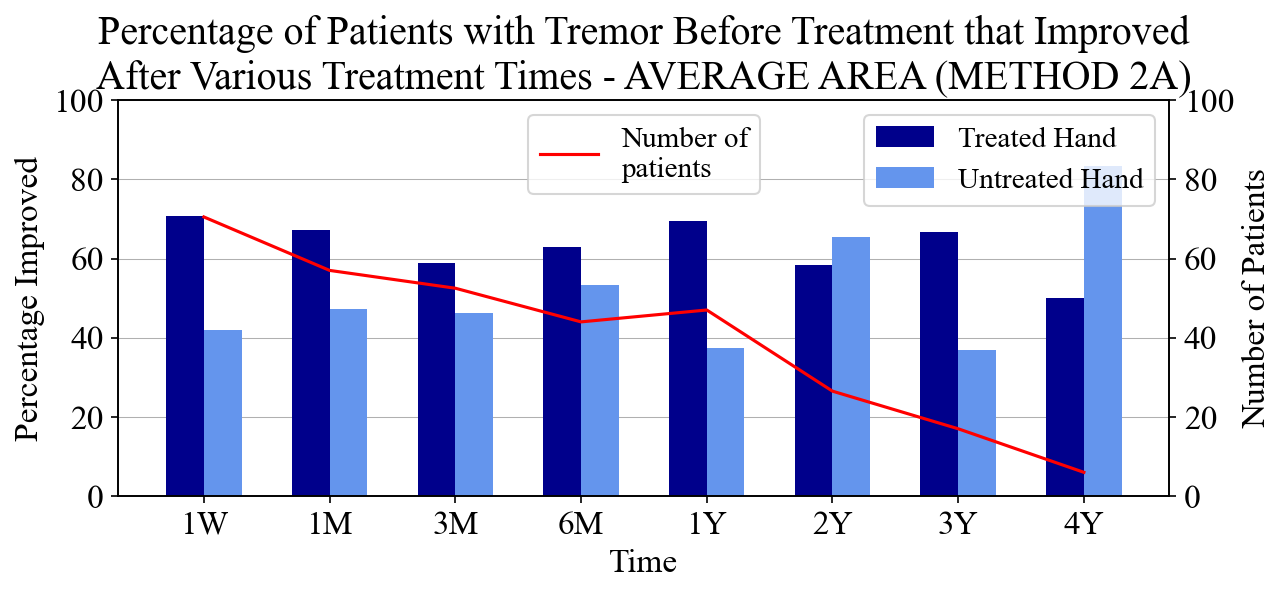 Percentage of Patients with Tremor Before Treatment that Improved
After Various Treatment Times - AVERAGE AREA (METHOD 2A)
100
80
60
40
20
0
Percentage Improved
Number of
patients
Treated Hand
Untreated Hand
100
80
60
40
20
0
Number of Patients
1W 1M 3M 6M 1Y 2Y 3Y 4Y
Time